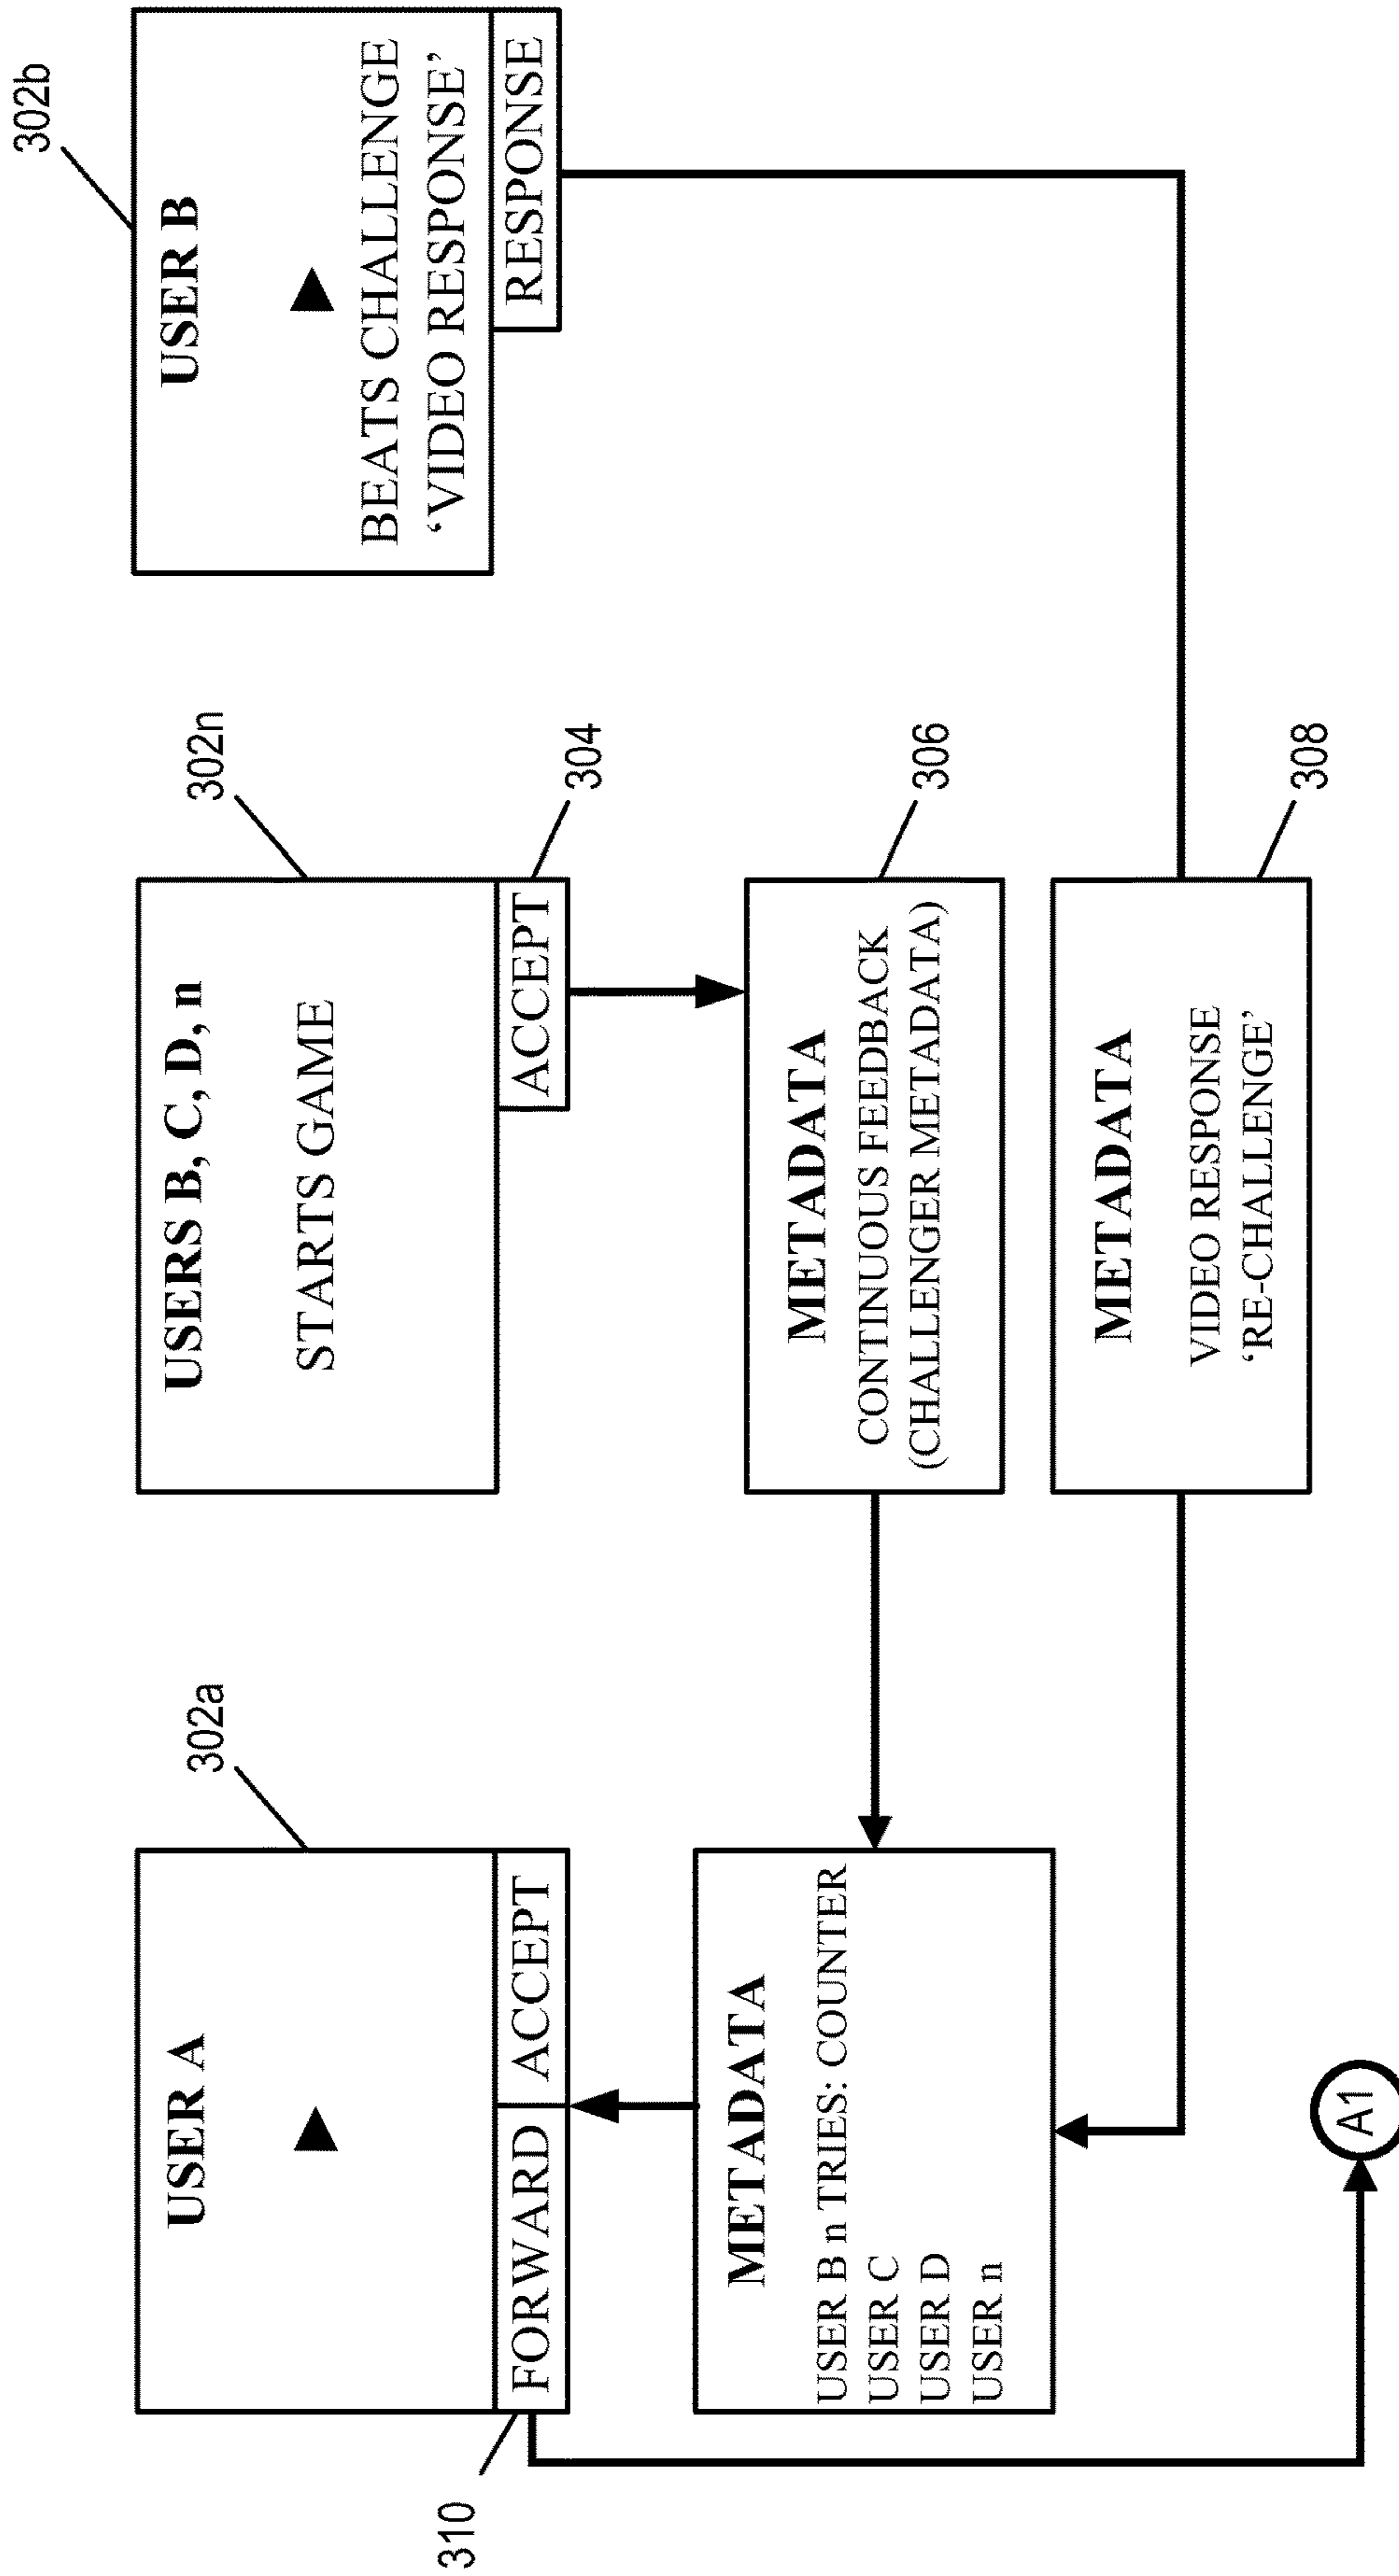 302a
USER A
FORWARD
ACCEPT
310
METADATA
USER B n TRIES: COUNTER
USER C
USER D
USER n
A1
302n
USERS B, C, D, n
STARTS GAME
ACCEPT
304
METADATA
CONTINUOUS FEEDBACK
(CHALLENGER METADATA)
306
METADATA
VIDEO RESPONSE
‘RE-CHALLENGE’
308
302b
USER B
BEATS CHALLENGE
‘VIDEO RESPONSE’
RESPONSE